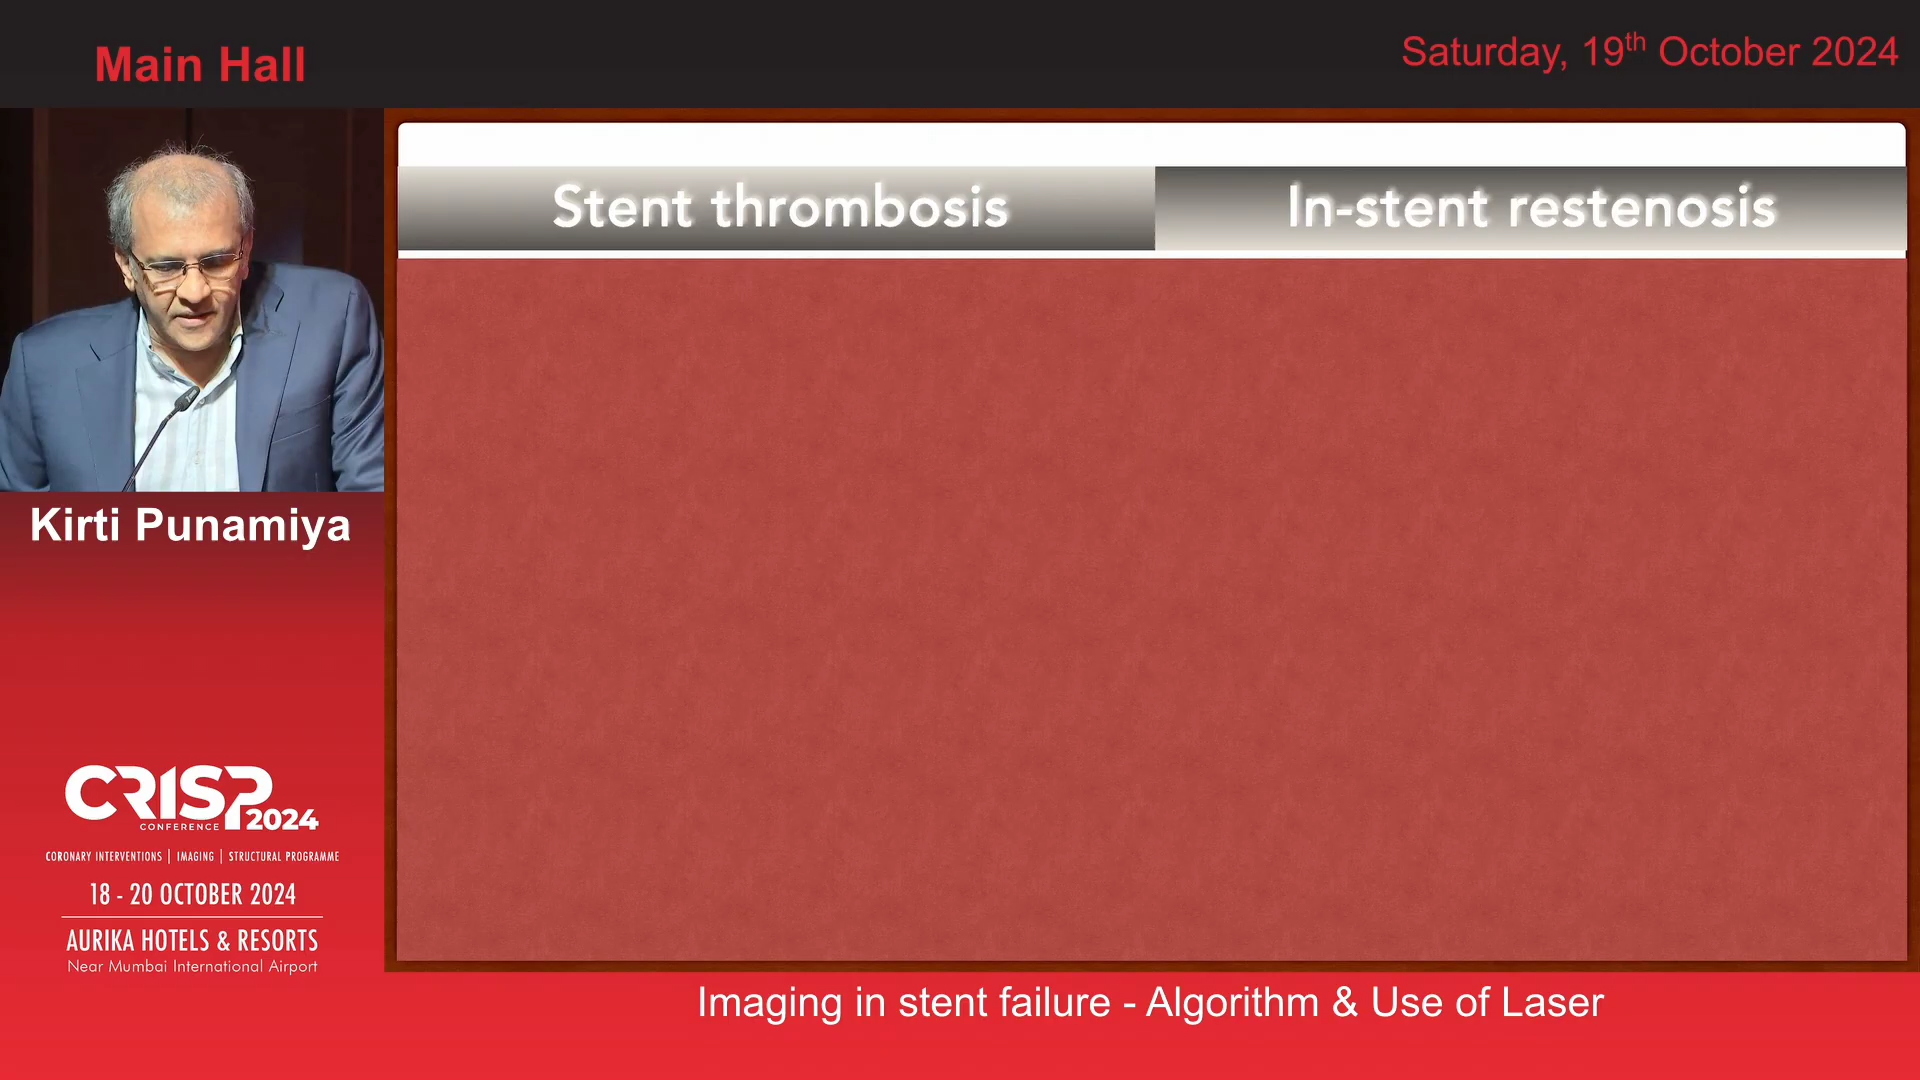 Main Hall
Saturday, 19th October 2024
Stent thrombosis
In-stent restenosis
Kirti Punamiya
CRISP
CONFERENCE 2024
CORONARY INTERVENTIONS | IMAGING | STRUCTURAL PROGRAMME
18 - 20 OCTOBER 2024
AURIKA HOTELS & RESORTS
Near Mumbai International Airport
Imaging in stent failure - Algorithm & Use of Laser